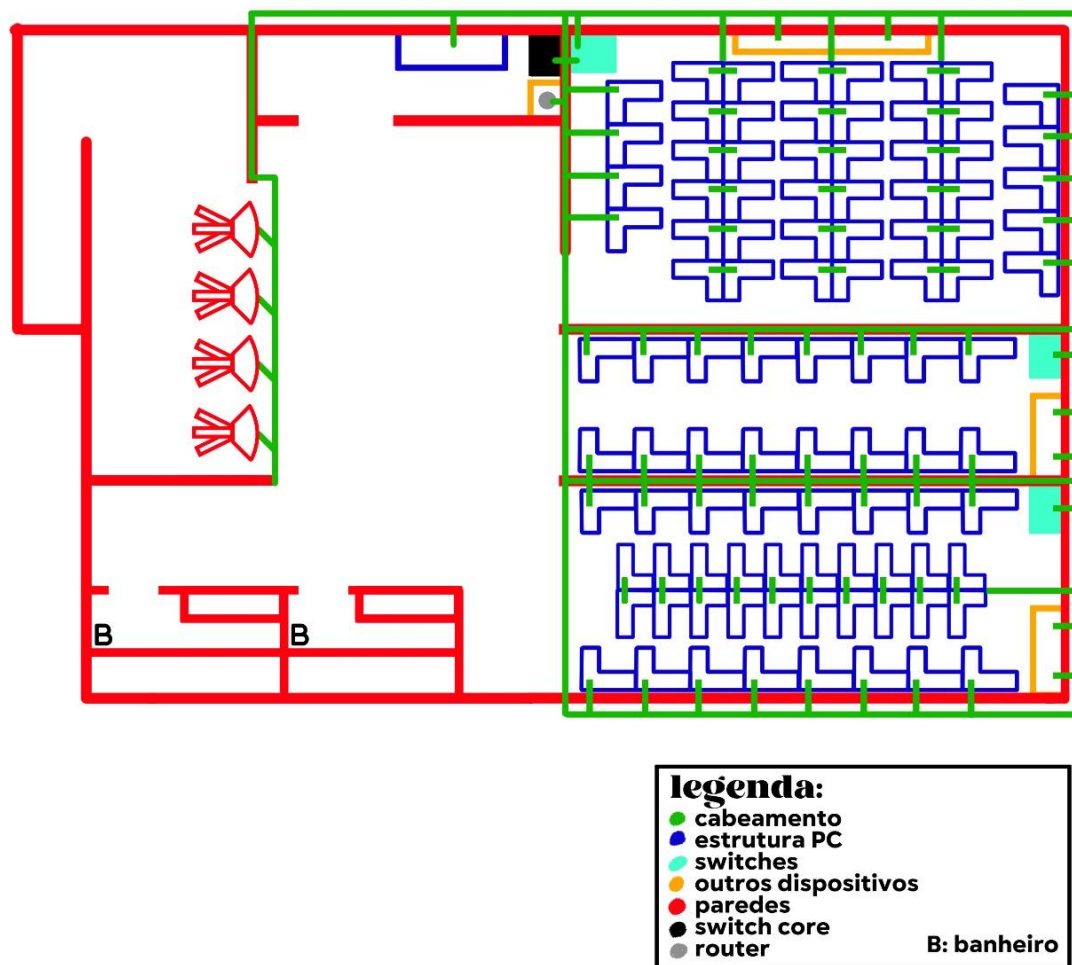 B
B
legenda:
cabeamento
estrutura PC
switches
outros dispositivos
paredes
switch core
router
B: banheiro